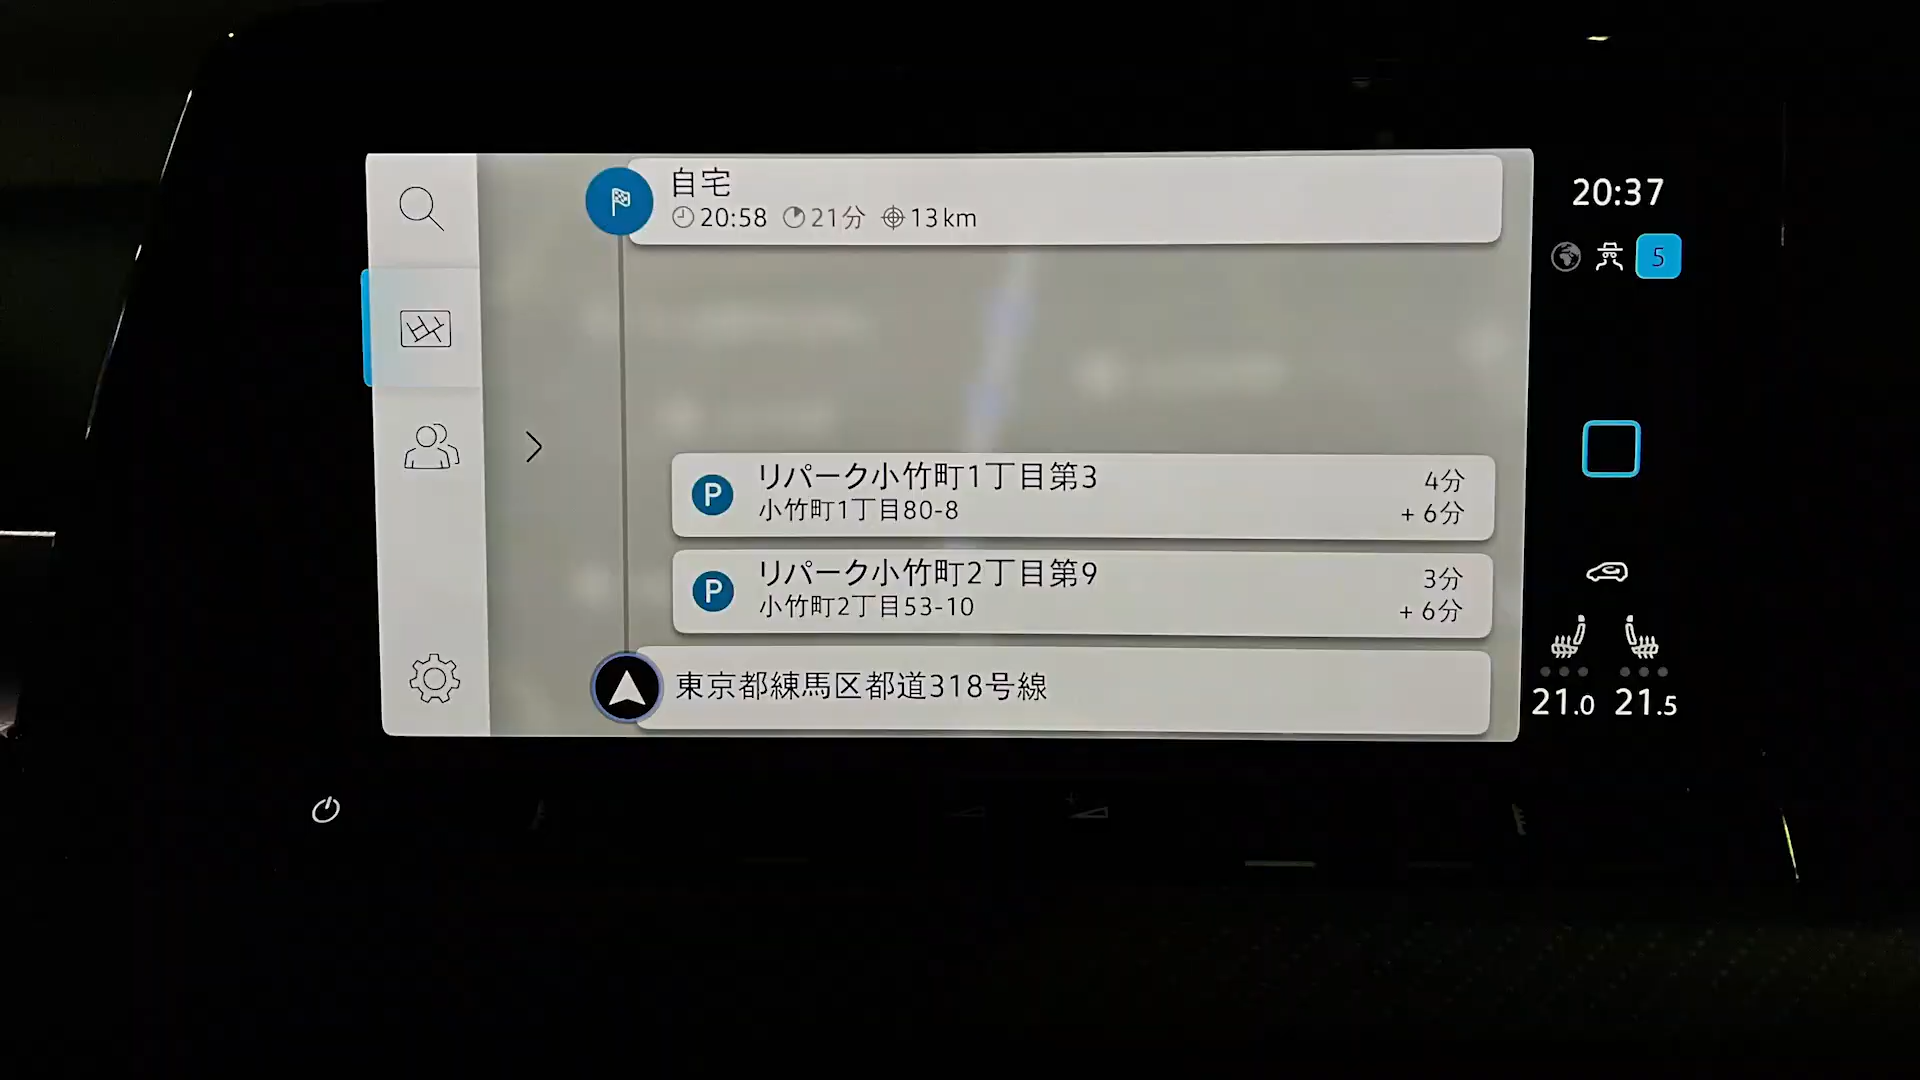 自宅
20:58 21分 13km
リパーク小竹町1丁目第3
小竹町1丁目80-8
4分
+ 6分
P
リパーク小竹町2丁目第9
小竹町2丁目53-10
3分
+ 6分
P
東京都練馬区都道318号線
20:37
5
21.0 21.5